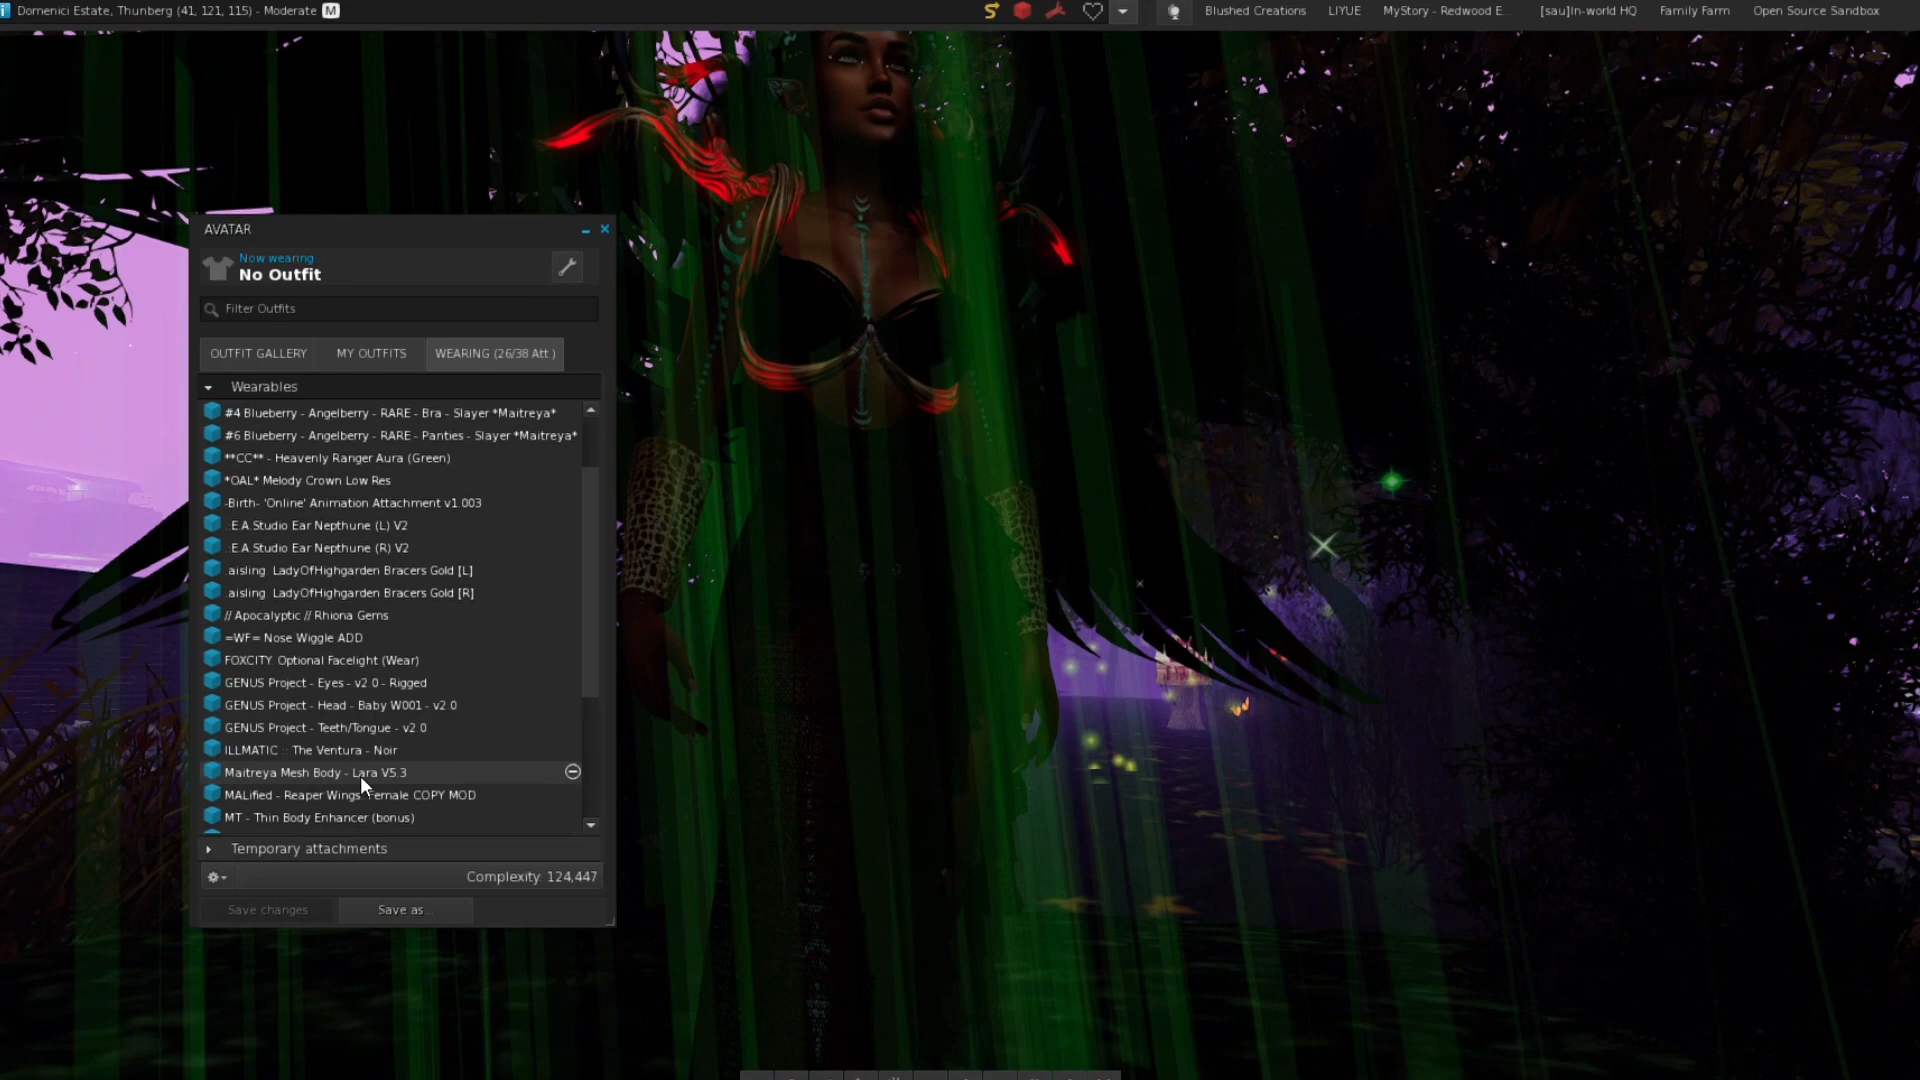 Domenici Estate, Thunberg (41, 121, 115) - Moderate M
Blushed Creations LIYUE MyStory - Redwood E... [sau]In-world HQ Family Farm Open Source Sandbox
AVATAR
Now wearing...
No Outfit
Filter Outfits
OUTFIT GALLERY MY OUTFITS WEARING (26/38 Att.)
Wearables
#4 Blueberry - Angelberry - RARE - Bra - Slayer *Maitreya*
#6 Blueberry - Angelberry - RARE - Panties - Slayer *Maitreya*
**CC** - Heavenly Ranger Aura (Green)
*OAL* Melody Crown Low Res
-Birth- 'Online' Animation Attachment v1.003
.:E.A.Studio Ear Nepthune (L) V2
.:E.A.Studio Ear Nepthune (R) V2
.aisling. LadyOfHighgarden Bracers Gold [L]
.aisling. LadyOfHighgarden Bracers Gold [R]
// Apocalyptic // Rhiona Gems
=WF= Nose Wiggle ADD
FOXCITY. Optional Facelight (Wear)
GENUS Project - Eyes - v2.0 - Rigged
GENUS Project - Head - Baby W001 - v2.0
GENUS Project - Teeth/Tongue - v2.0
ILLMATIC :: The Ventura - Noir
Maitreya Mesh Body - Lara V5.3
MALified - Reaper Wings Female COPY MOD
MT - Thin Body Enhancer (bonus)
Temporary attachments
Complexity: 124,447
Save changes Save as...